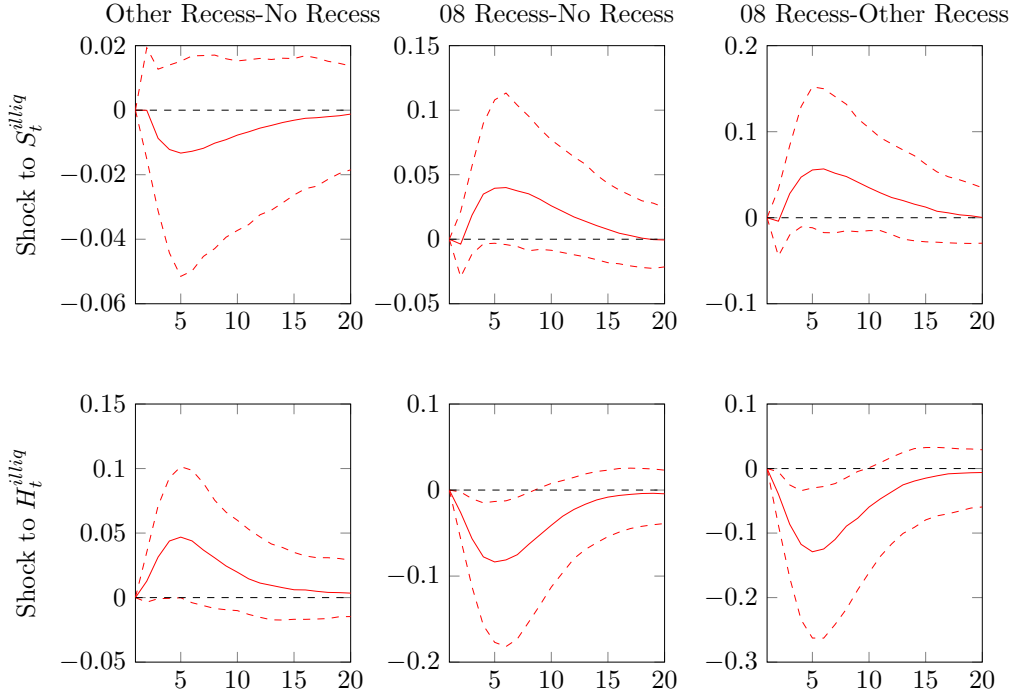 Other Recess-No Recess
08 Recess-No Recess
08 Recess-Other Recess
Shock to $S_t^{illiq}$
0.02
0
−0.02
−0.04
−0.06
5 10 15 20
0.15
0.1
0.05
0
−0.05
5 10 15 20
0.2
0.1
0
−0.1
5 10 15 20
Shock to $H_t^{illiq}$
0.15
0.1
0.05
0
−0.05
5 10 15 20
0.1
0
−0.1
−0.2
5 10 15 20
0.1
0
−0.1
−0.2
−0.3
5 10 15 20